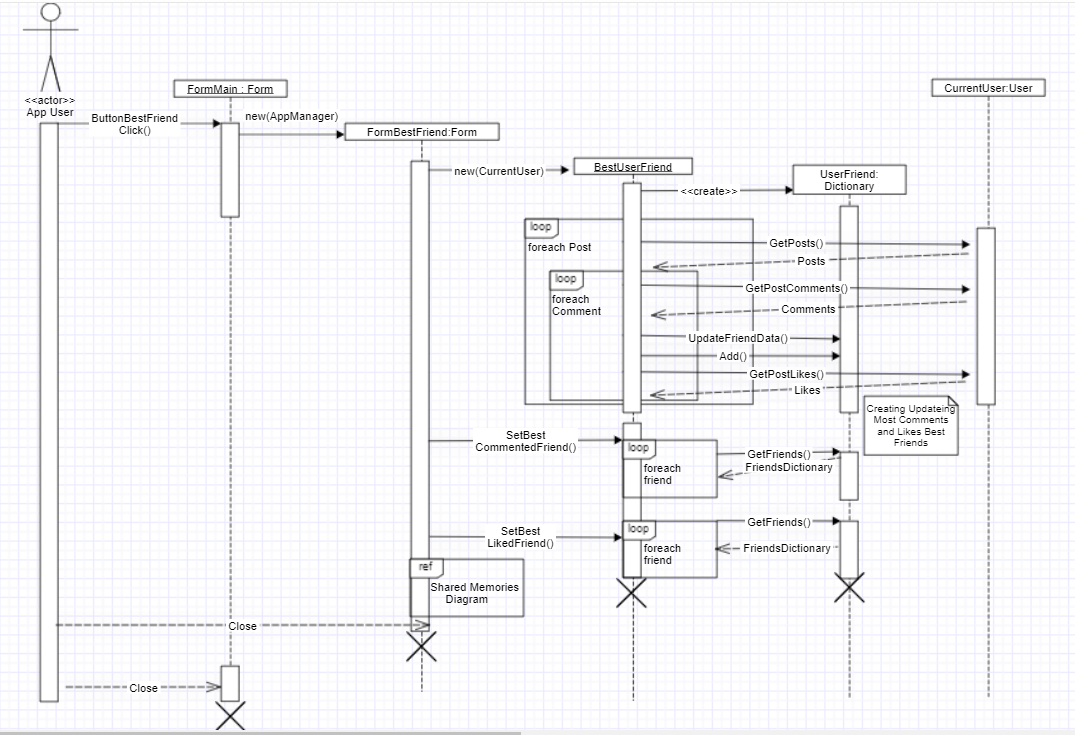 <<actor>>
App User
FormMain : Form
CurrentUser:User
ButtonBestFriend
Click()
new(AppManager)
FormBestFriend:Form
new(CurrentUser)
BestUserFriend
<<create>>
UserFriend:
Dictionary
loop
foreach Post
GetPosts()
Posts
loop
foreach
Comment
GetPostComments()
Comments
UpdateFriendData()
Add()
GetPostLikes()
Likes
Creating Updateing
Most Comments
and Likes Best
Friends
SetBest
CommentedFriend()
loop
foreach
friend
GetFriends()
FriendsDictionary
SetBest
LikedFriend()
loop
foreach
friend
GetFriends()
FriendsDictionary
ref
Shared Memories
Diagram
Close
Close